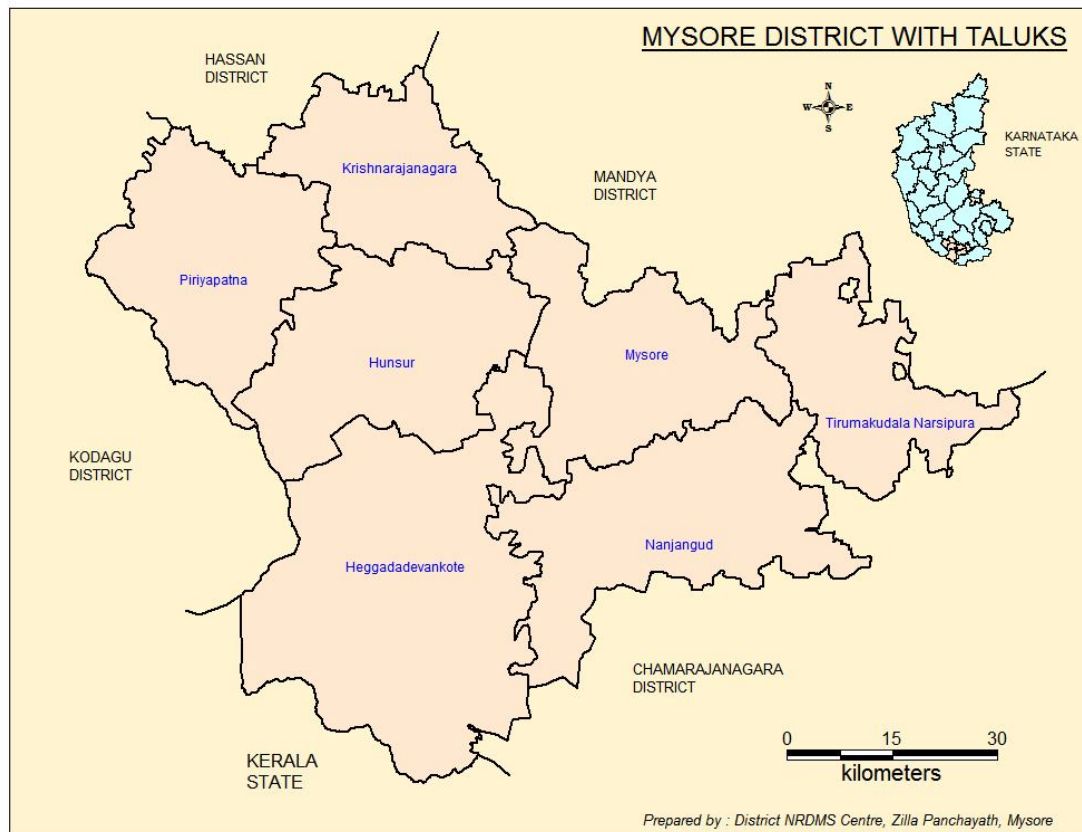 MYSORE DISTRICT WITH TALUKS
HASSAN
DISTRICT
N
W E
S
KARNATAKA
STATE
Krishnarajanagara
MANDYA
DISTRICT
Piriyapatna
Hunsur
Mysore
Tirumakudala Narsipura
KODAGU
DISTRICT
Nanjangud
Heggadadevankote
CHAMARAJANAGARA
DISTRICT
KERALA
STATE
0 15 30
kilometers
Prepared by : District NRDMS Centre, Zilla Panchayath, Mysore